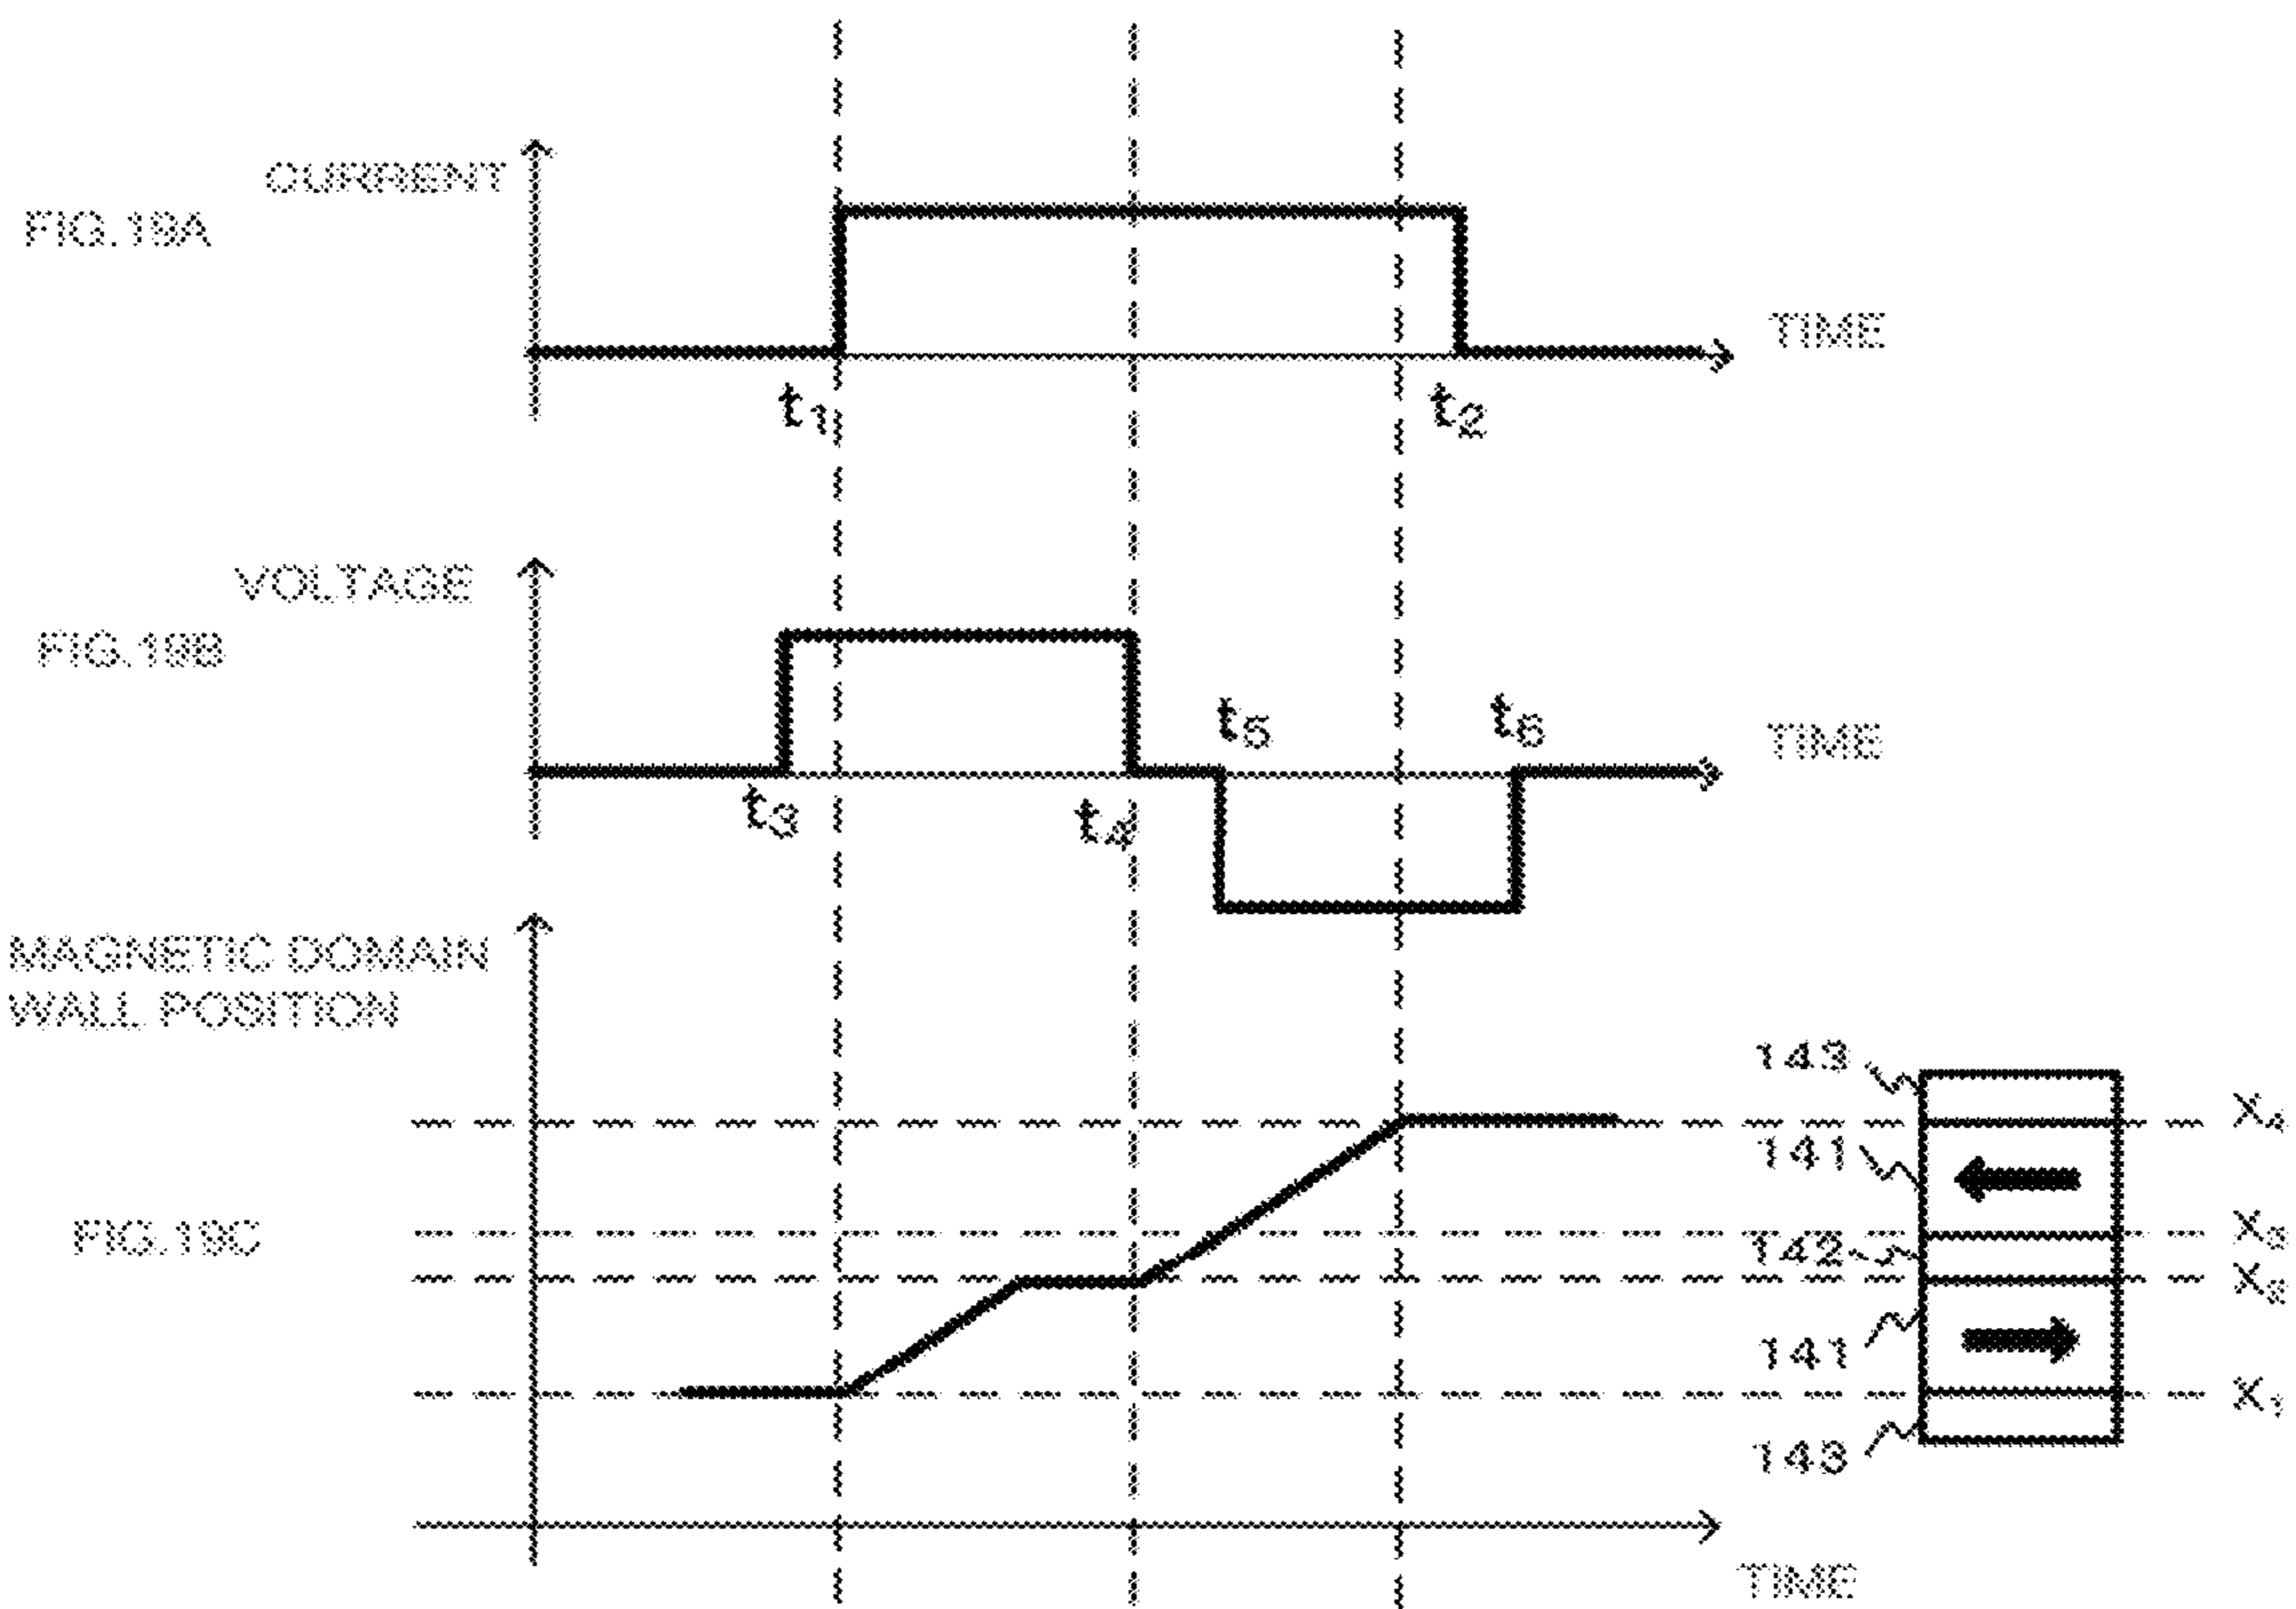 CURRENT
FIG.19A
TIME
t1
t2
VOLTAGE
FIG.19B
t5
t6
TIME
t3
t4
MAGNETIC DOMAIN
WALL POSITION
143
X4
141
FIG.19C
X3
142
X2
141
X1
143
TIME